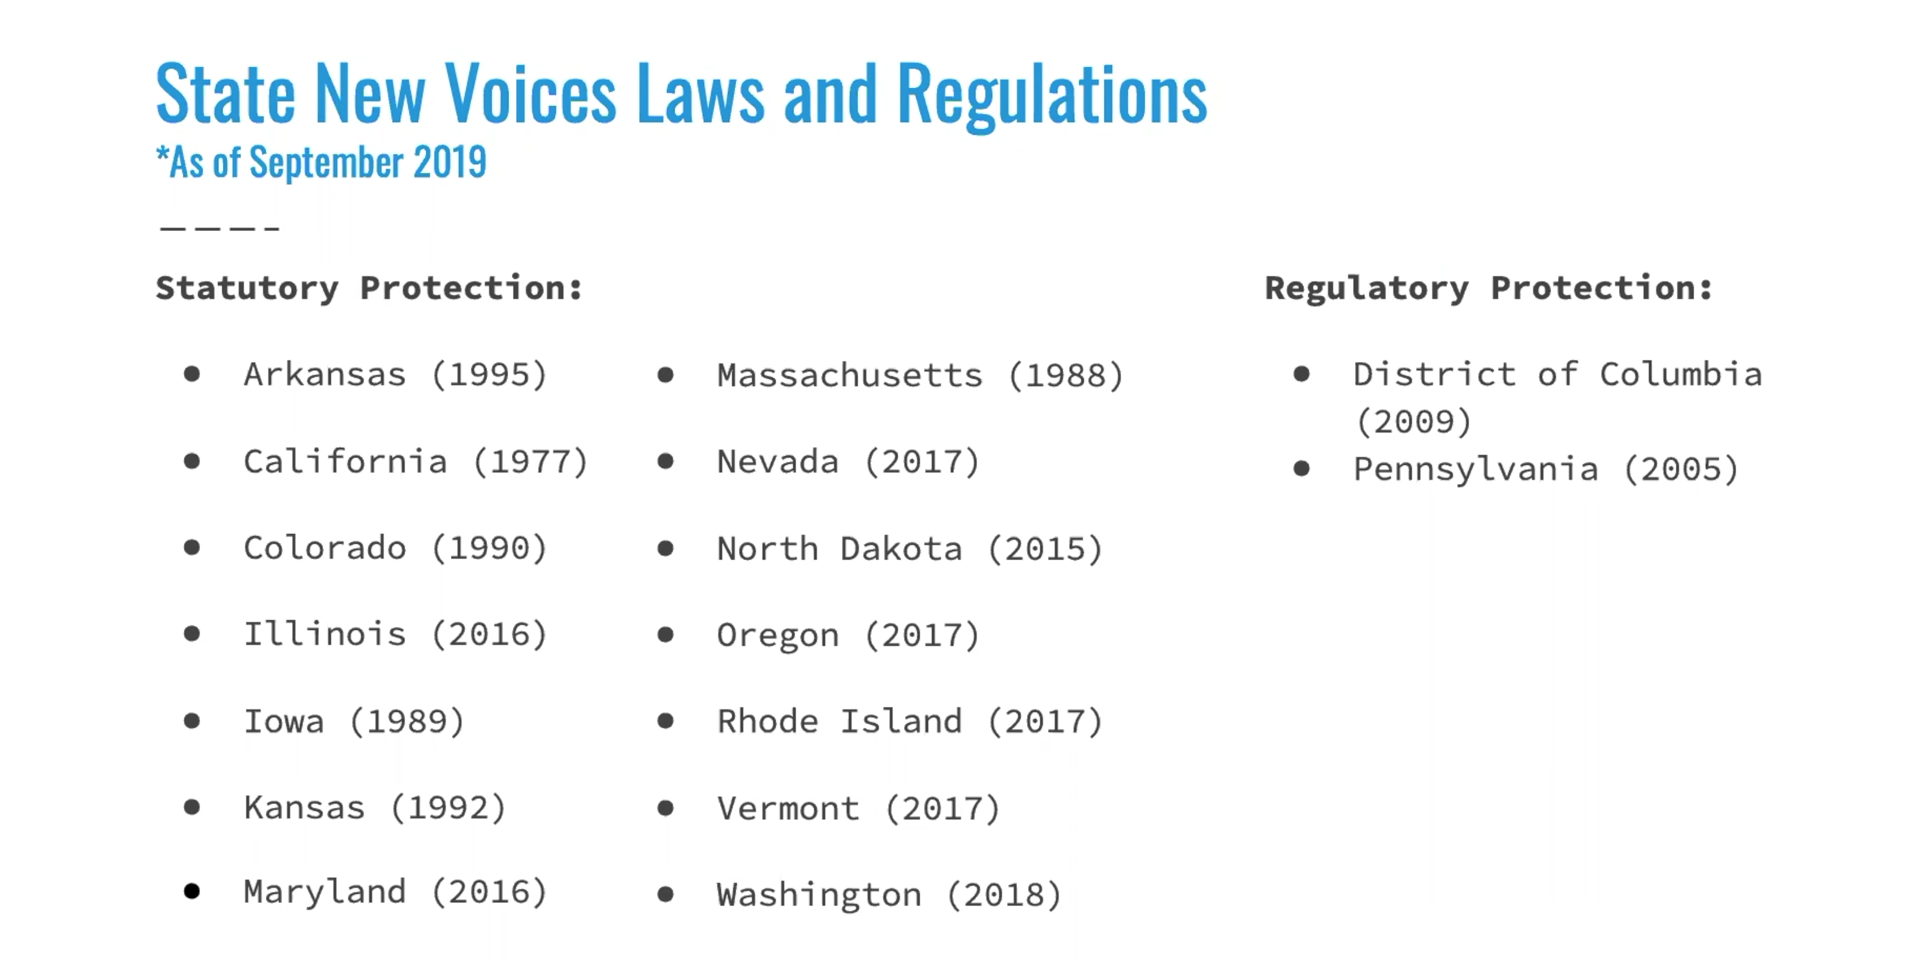 State New Voices Laws and Regulations
*As of September 2019
Statutory Protection:
● Arkansas (1995)
● California (1977)
● Colorado (1990)
● Illinois (2016)
● Iowa (1989)
● Kansas (1992)
● Maryland (2016)
● Massachusetts (1988)
● Nevada (2017)
● North Dakota (2015)
● Oregon (2017)
● Rhode Island (2017)
● Vermont (2017)
● Washington (2018)
Regulatory Protection:
● District of Columbia
(2009)
● Pennsylvania (2005)